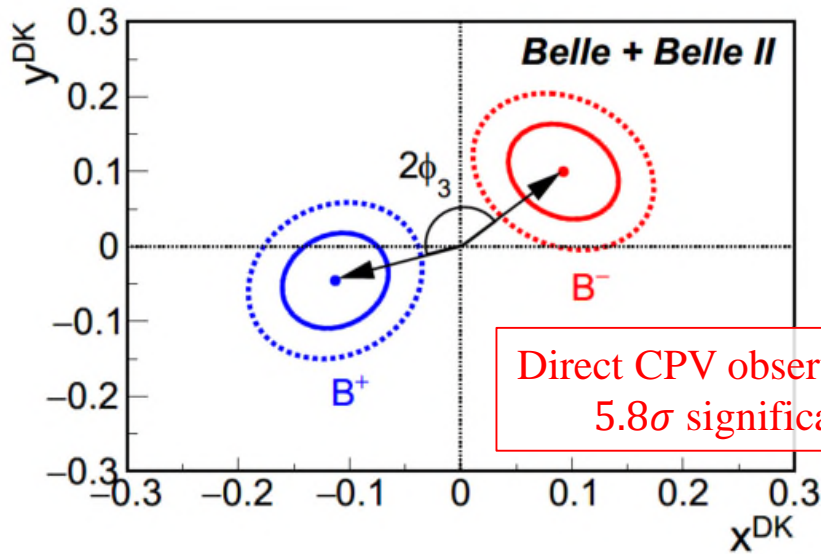 0.3
0.2
0.1
0
−0.1
−0.2
−0.3
y^DK
Belle + Belle II
2ϕ₃
B⁻
B⁺
Direct CPV obser
5.8σ signific
−0.3 −0.2 −0.1 0 0.1 0.2 0.3
x^DK